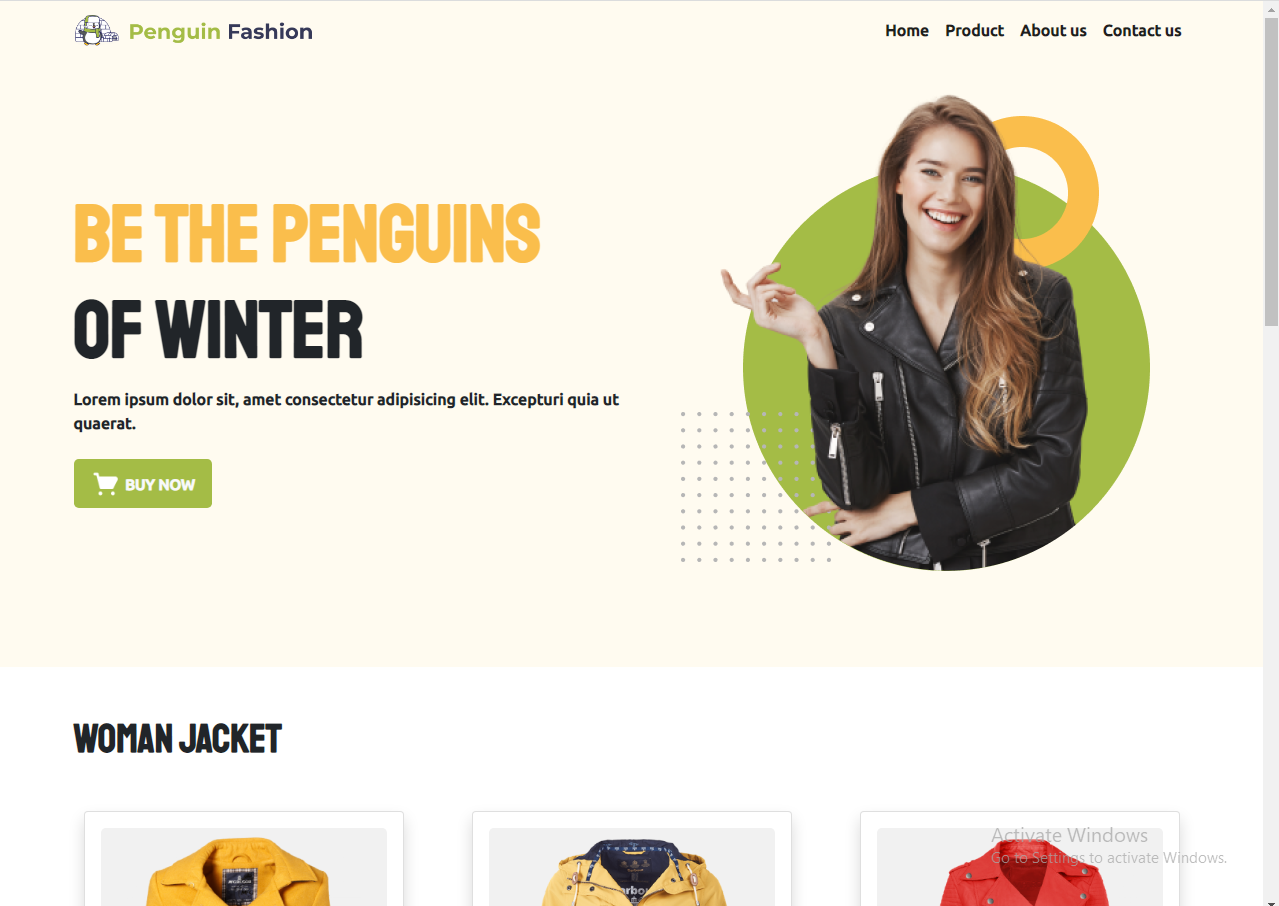 Penguin Fashion
Home Product About us Contact us
BE THE PENGUINS
OF WINTER
Lorem ipsum dolor sit, amet consectetur adipisicing elit. Excepturi quia ut
quaerat.
BUY NOW
WOMAN JACKET
Activate Windows
Go to Settings to activate Windows.